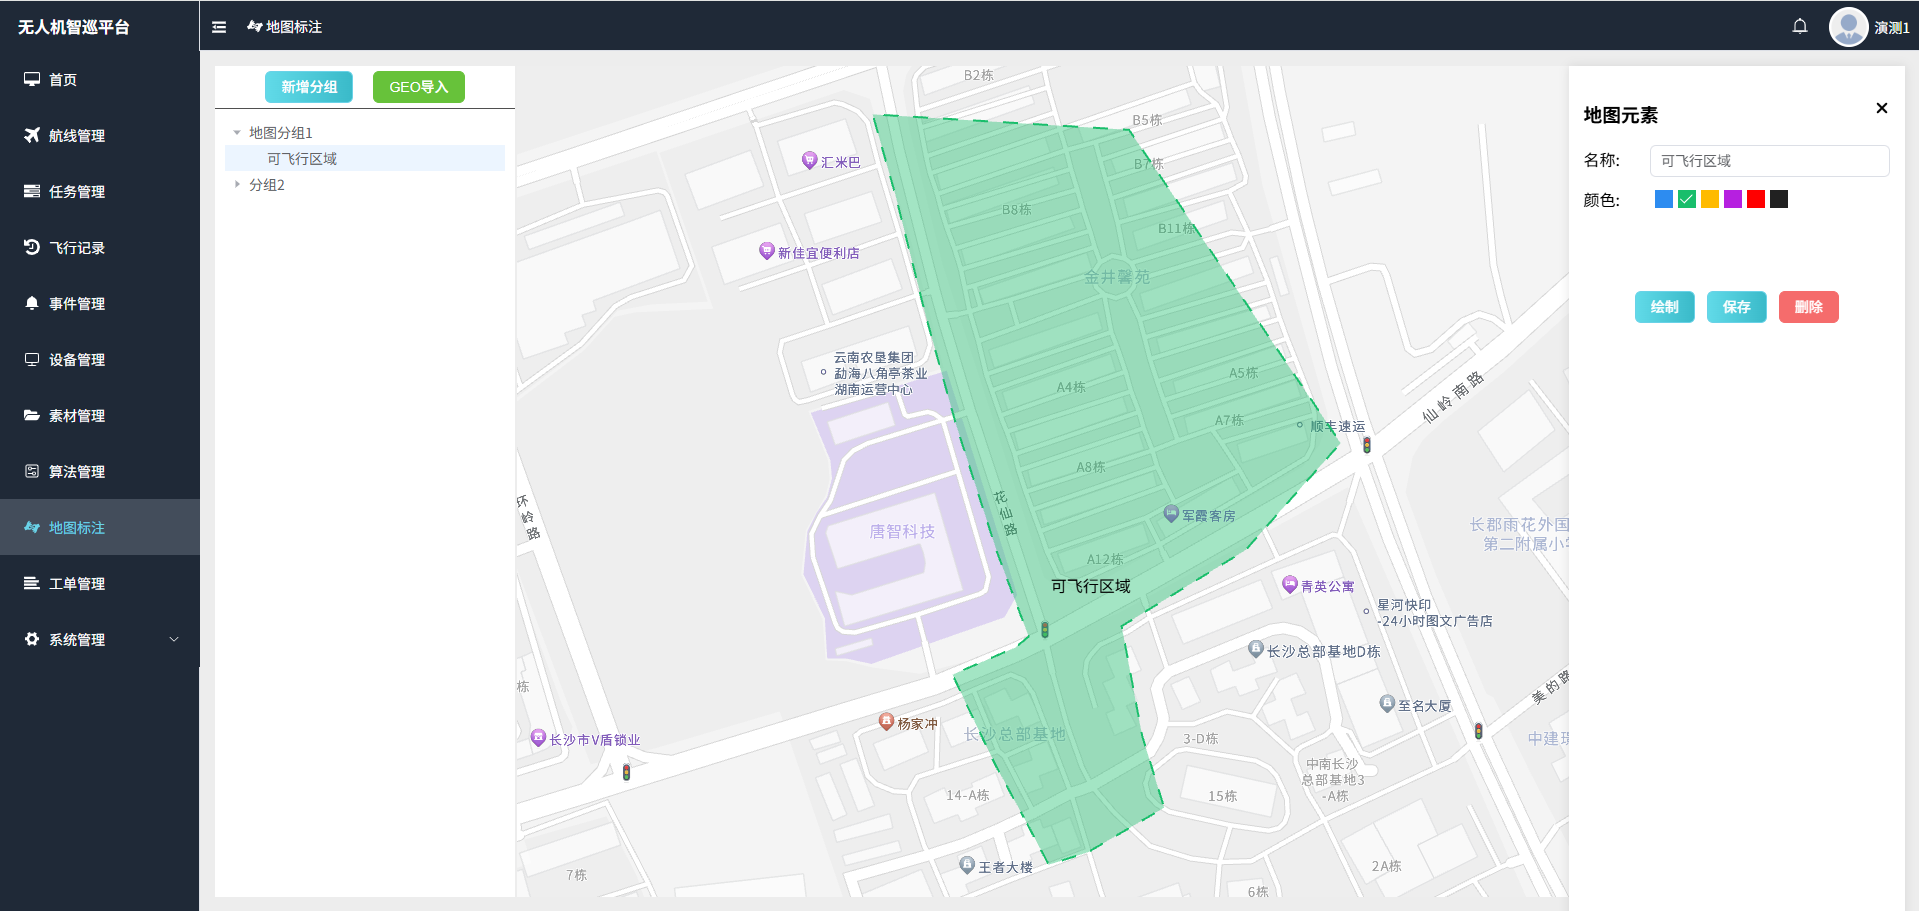 无人机智巡平台
地图标注
演测1
首页
航线管理
任务管理
飞行记录
事件管理
设备管理
素材管理
算法管理
地图标注
工单管理
系统管理
新增分组
GEO导入
地图分组1
可飞行区域
分组2
B2栋
B5栋
汇米巴
B7栋
B8栋
B11栋
新佳宜便利店
金井馨苑
云南农垦集团
勐海八角亭茶业
湖南运营中心
A4栋
A5栋
A7栋
顺丰速运
仙岭南路
A8栋
花仙路
环岭路
军霞客房
唐智科技
长郡雨花外国
第二附属小
A12栋
可飞行区域
青英公寓
星河快印
-24小时图文广告店
长沙总部基地D栋
美的路
栋
至名大厦
杨家冲
长沙总部基地
长沙市V盾锁业
3-D栋
中建
中南长沙
总部基地3
-A栋
14-A栋
15栋
王者大楼
2A栋
7栋
6栋
地图元素
名称:
可飞行区域
颜色:
绘制
保存
删除